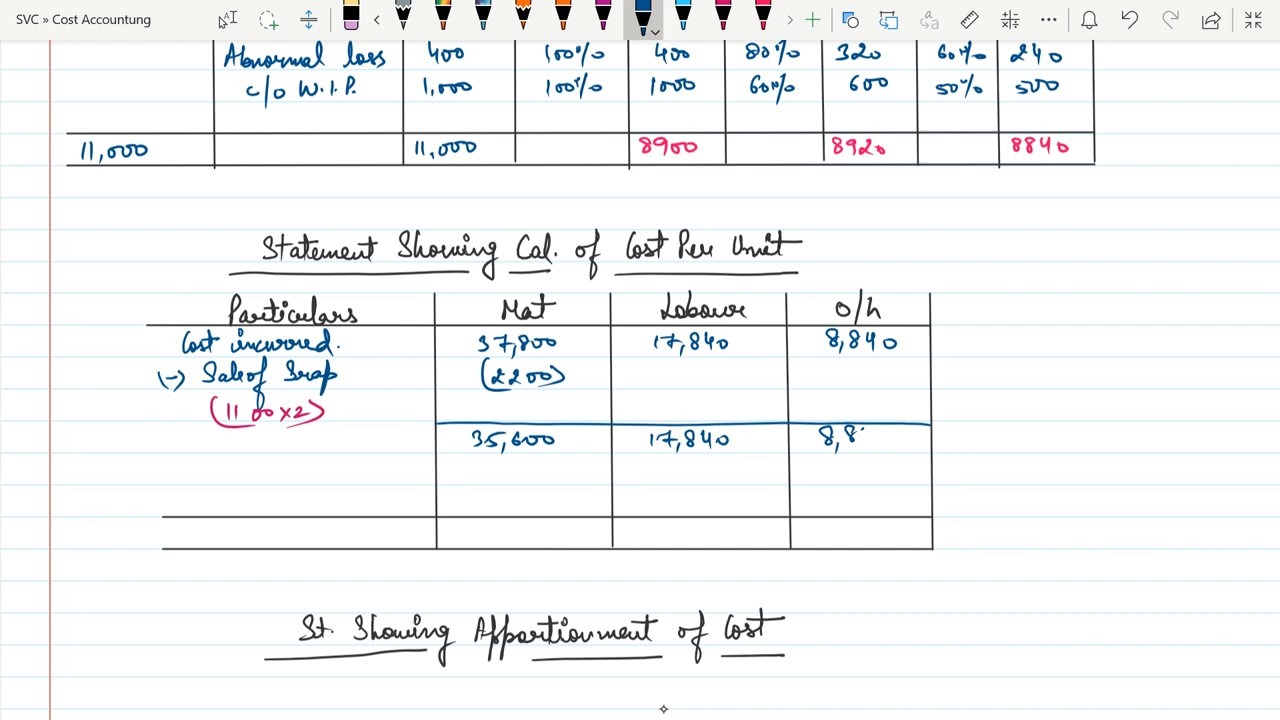 SVC » Cost Accountung
Abnormal loss 400 100% 400 80% 320 60% 240
c/o W.I.P. 1,000 100% 1000 60% 600 50% 500
11,000 11,000 8900 8920 8840
Statement Showing Cal. of Cost Per Unit
Particulars Mat Labour O/h
Cost incurred. 37,800 17,840 8,840
(-) Sale of Scrap (2200)
(1100x2)
35,600 17,840 8,8
St. Showing Apportionment of Cost